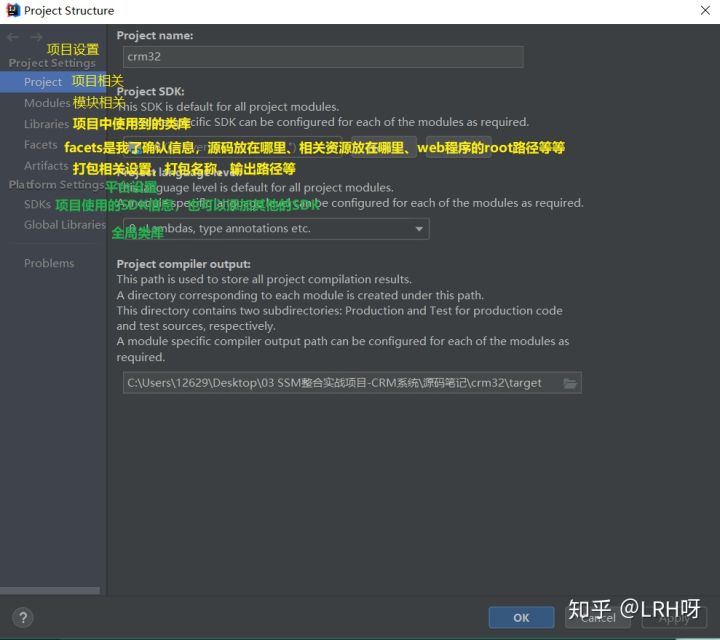 Project Structure
项目设置
Project Settings
Project 项目相关
Modules 模块相关
Libraries 项目中使用到的类库
Facets facets是我了确认信息，源码放在哪里、相关资源放在哪里、web程序的root路径等等
Artifacts 打包相关设置，打包名称，输出路径等
Platform Settings 平台设置
SDKs 项目使用的SDK信息，也可以添加其他的SDK
Global Libraries 全局类库
Problems
Project name:
crm32
Project SDK:
This SDK is default for all project modules.
specific SDK can be configured for each of the modules as required.
Project language level:
language level is default for all project modules.
A module specific language level can be configured for each of the modules as required.
8 - Lambdas, type annotations etc.
Project compiler output:
This path is used to store all project compilation results.
A directory corresponding to each module is created under this path.
This directory contains two subdirectories: Production and Test for production code
and test sources, respectively.
A module specific compiler output path can be configured for each of the modules as
required.
C:\Users\12629\Desktop\03 SSM整合实战项目-CRM系统\源码笔记\crm32\target
?
OK
Cancel
Apply
知乎 @LRH呀